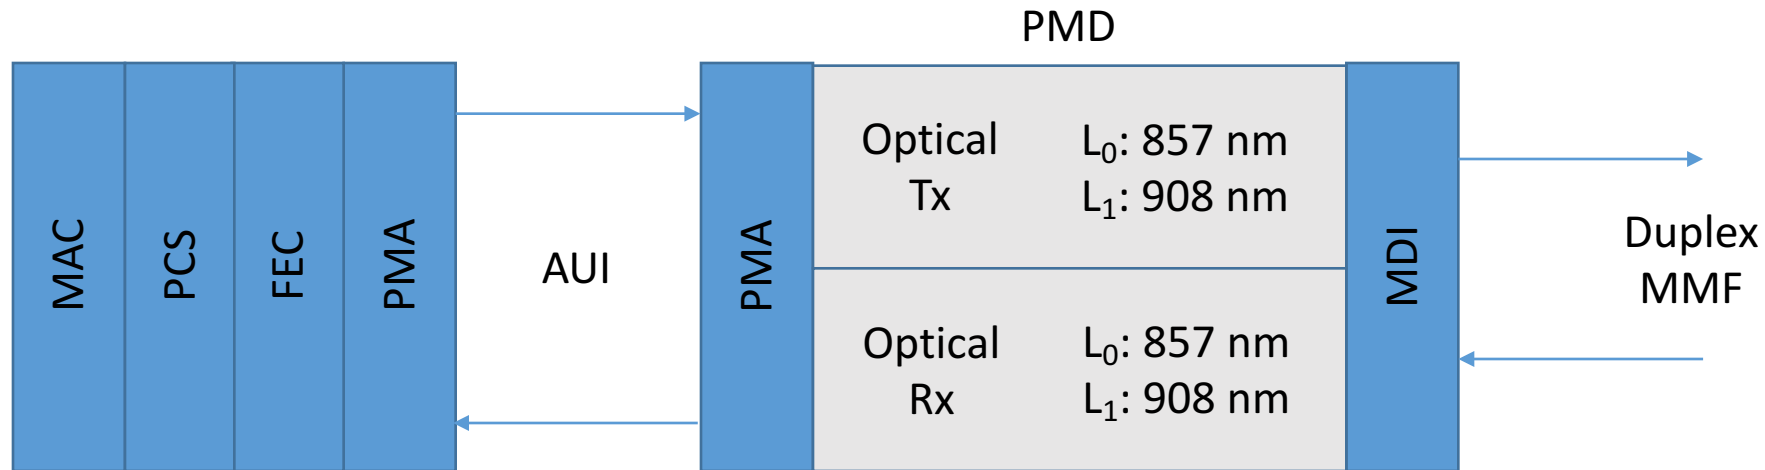 PMD
MAC
PCS
FEC
PMA
AUI
PMA
Optical
Tx
L₀: 857 nm
L₁: 908 nm
Optical
Rx
L₀: 857 nm
L₁: 908 nm
MDI
Duplex
MMF